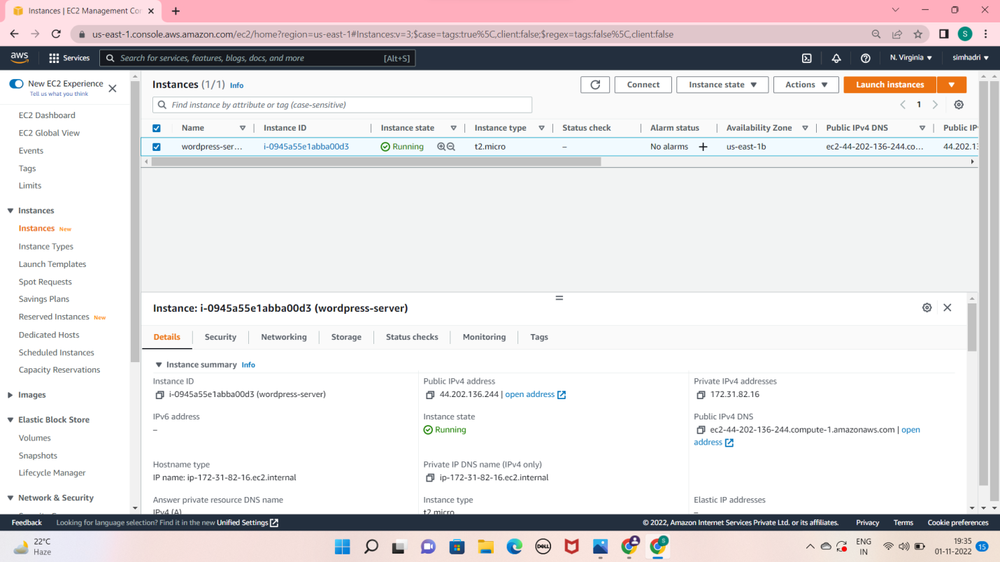 Instances | EC2 Management Con
us-east-1.console.aws.amazon.com/ec2/home?region=us-east-1#Instances:v=3;$case=tags:true%5C,client:false;$regex=tags:false%5C,client:false
S
aws Services Search for services, features, blogs, docs, and more [Alt+S] N. Virginia simhadri
New EC2 Experience
Tell us what you think
EC2 Dashboard
EC2 Global View
Events
Tags
Limits
Instances
Instances New
Instance Types
Launch Templates
Spot Requests
Savings Plans
Reserved Instances New
Dedicated Hosts
Scheduled Instances
Capacity Reservations
Images
Elastic Block Store
Volumes
Snapshots
Lifecycle Manager
Network & Security
Instances (1/1) Info
Connect Instance state Actions Launch instances
Find instance by attribute or tag (case-sensitive)
1
Name Instance ID Instance state Instance type Status check Alarm status Availability Zone Public IPv4 DNS Public IP
wordpress-ser... i-0945a55e1abba00d3 Running t2.micro – No alarms + us-east-1b ec2-44-202-136-244.co... 44.202.13
Instance: i-0945a55e1abba00d3 (wordpress-server)
Details Security Networking Storage Status checks Monitoring Tags
Instance summary Info
Instance ID
i-0945a55e1abba00d3 (wordpress-server)
Public IPv4 address
44.202.136.244 | open address
Private IPv4 addresses
172.31.82.16
IPv6 address
–
Instance state
Running
Public IPv4 DNS
ec2-44-202-136-244.compute-1.amazonaws.com | open
address
Hostname type
IP name: ip-172-31-82-16.ec2.internal
Private IP DNS name (IPv4 only)
ip-172-31-82-16.ec2.internal
Answer private resource DNS name
IPv4 (A)
Instance type
t2.micro
Elastic IP addresses
–
Feedback Looking for language selection? Find it in the new Unified Settings © 2022, Amazon Internet Services Private Ltd. or its affiliates. Privacy Terms Cookie preferences
22°C
Haze
DELL
S
ENG
IN
19:35
01-11-2022
15